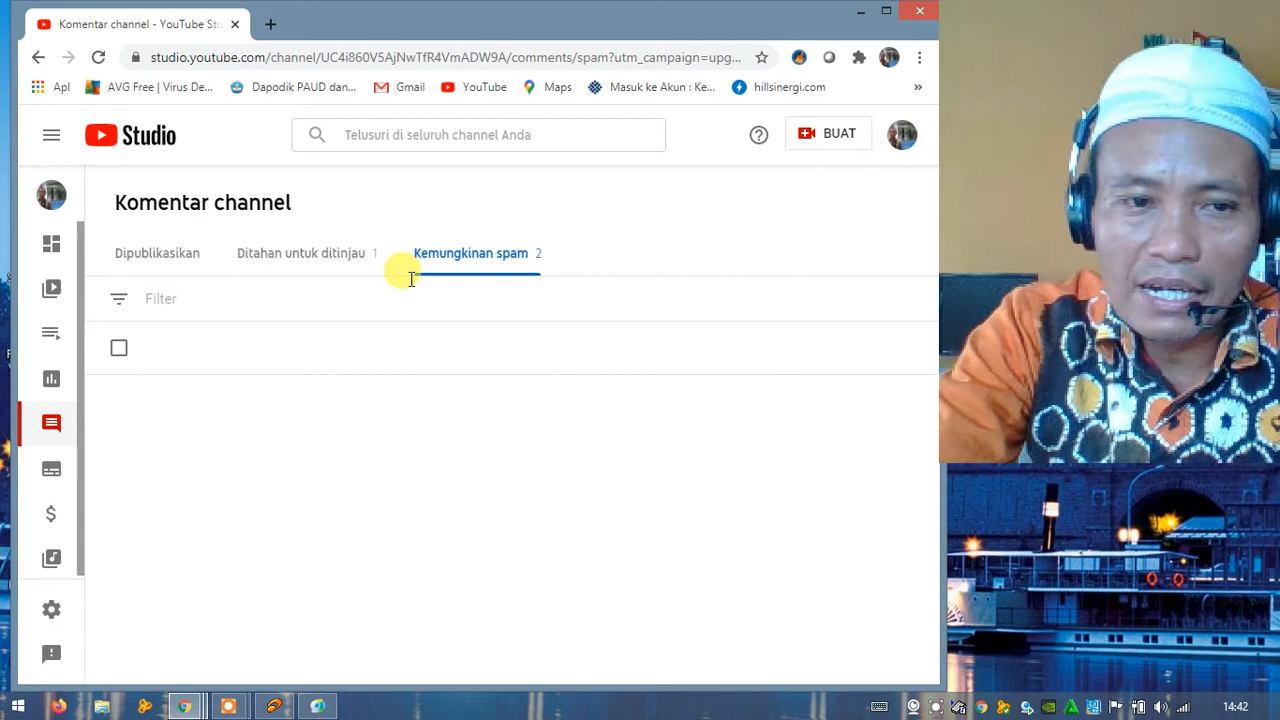 Komentar channel - YouTube Stu
studio.youtube.com/channel/UC4i860V5AjNwTfR4VmADW9A/comments/spam?utm_campaign=upg...
Apl
AVG Free | Virus De...
Dapodik PAUD dan...
Gmail
YouTube
Maps
Masuk ke Akun : Ke...
hillsinergi.com
»
Studio
Telusuri di seluruh channel Anda
BUAT
Komentar channel
Dipublikasikan
Ditahan untuk ditinjau 1
Kemungkinan spam 2
Filter
14:42